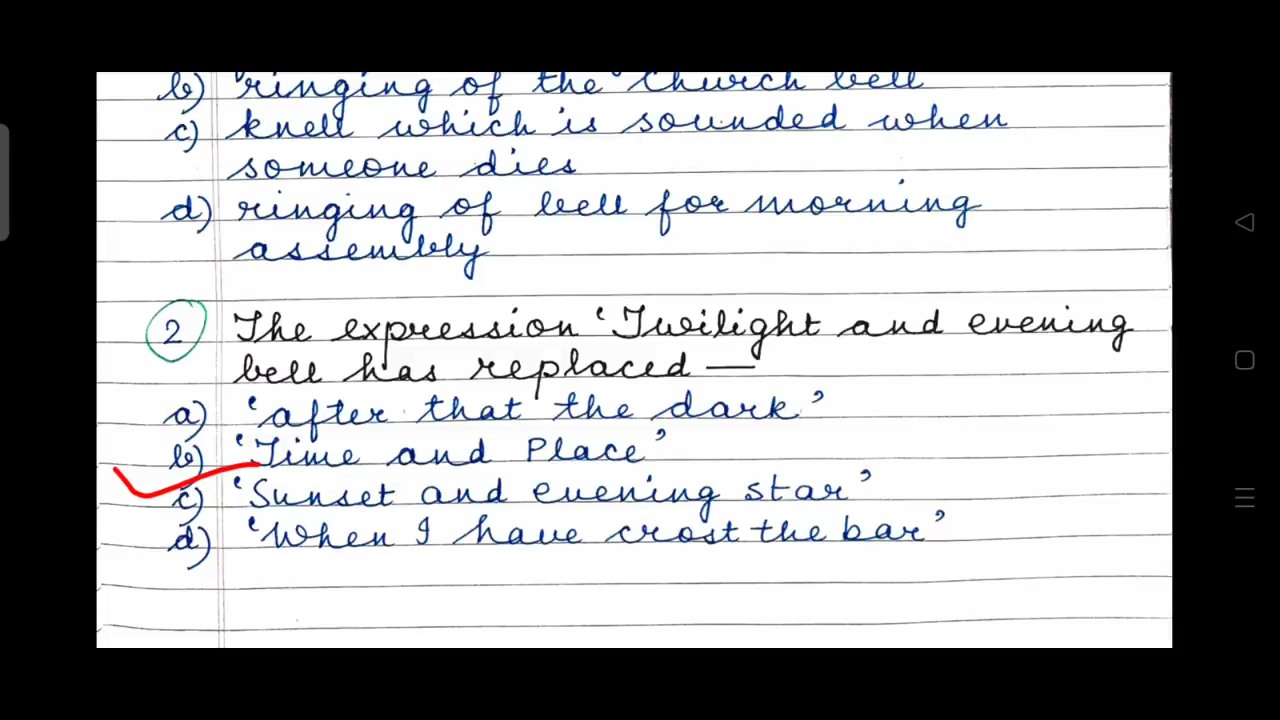 b) ringing of the church bell
c) knell which is sounded when
someone dies
d) ringing of bell for morning
assembly
2 The expression 'Twilight and evening
bell has replaced —
a) 'after that the dark'
b) 'Time and Place'
c) 'Sunset and evening star'
d) 'When I have crost the bar'